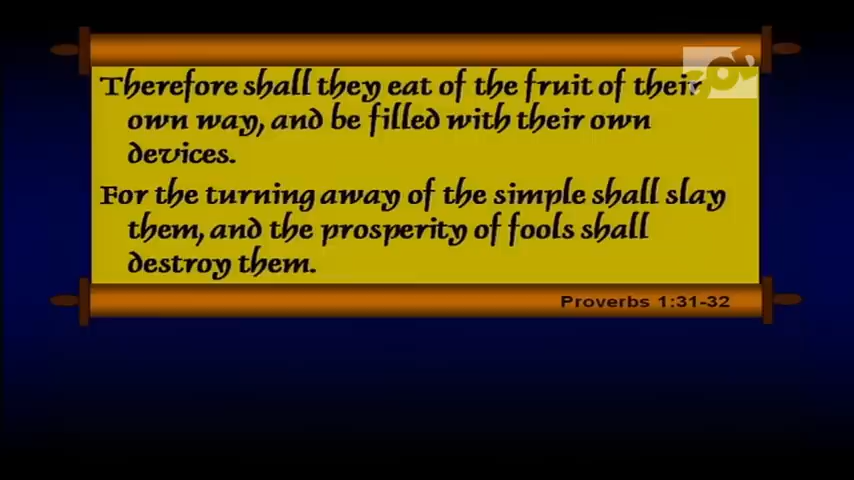 Therefore shall they eat of the fruit of their
own way, and be filled with their own
devices.
For the turning away of the simple shall slay
them, and the prosperity of fools shall
destroy them.
Proverbs 1:31-32